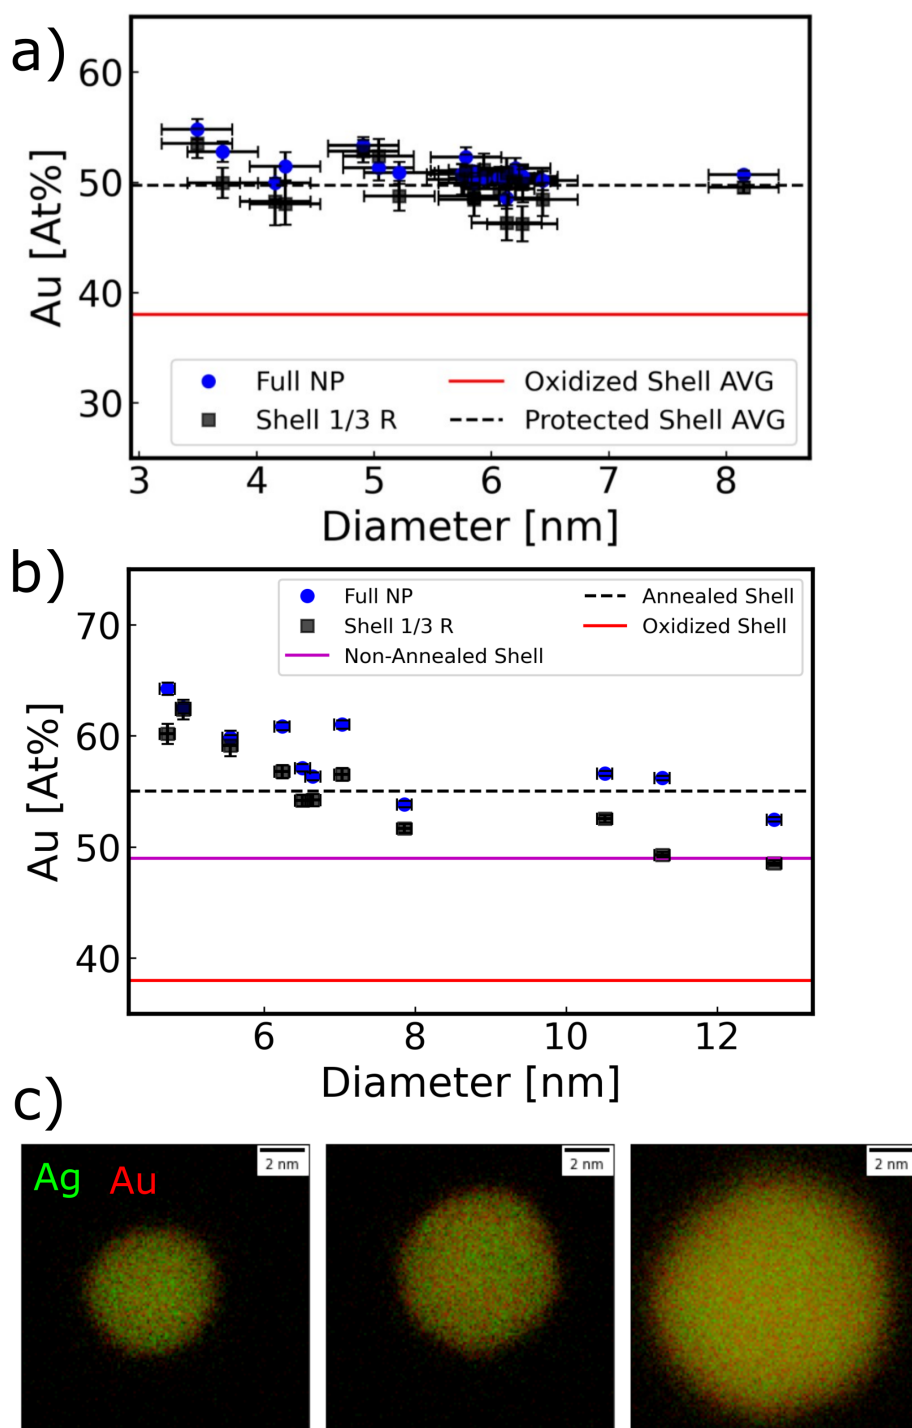 a)
60
50
40
30
Au [At%]
Full NP
Shell 1/3 R
Oxidized Shell AVG
Protected Shell AVG
3 4 5 6 7 8
Diameter [nm]
b)
70
60
50
40
Au [At%]
Full NP
Shell 1/3 R
Non-Annealed Shell
Annealed Shell
Oxidized Shell
6 8 10 12
Diameter [nm]
c)
Ag Au
2 nm
2 nm
2 nm